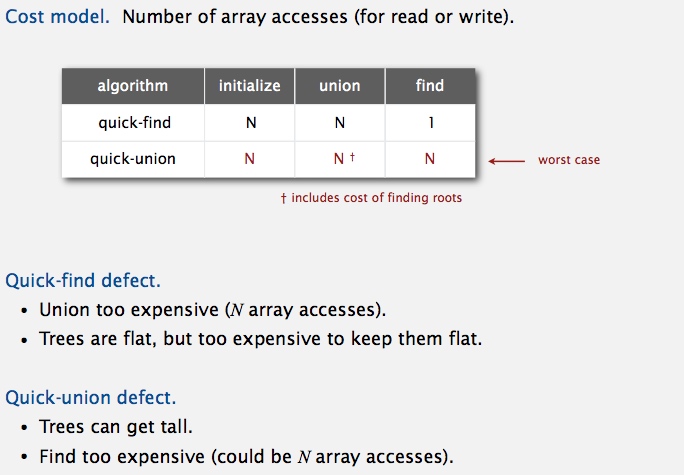 Cost model. Number of array accesses (for read or write).
algorithm initialize union find
quick-find N N 1
quick-union N N † N worst case
† includes cost of finding roots
Quick-find defect.
• Union too expensive (N array accesses).
• Trees are flat, but too expensive to keep them flat.
Quick-union defect.
• Trees can get tall.
• Find too expensive (could be N array accesses).